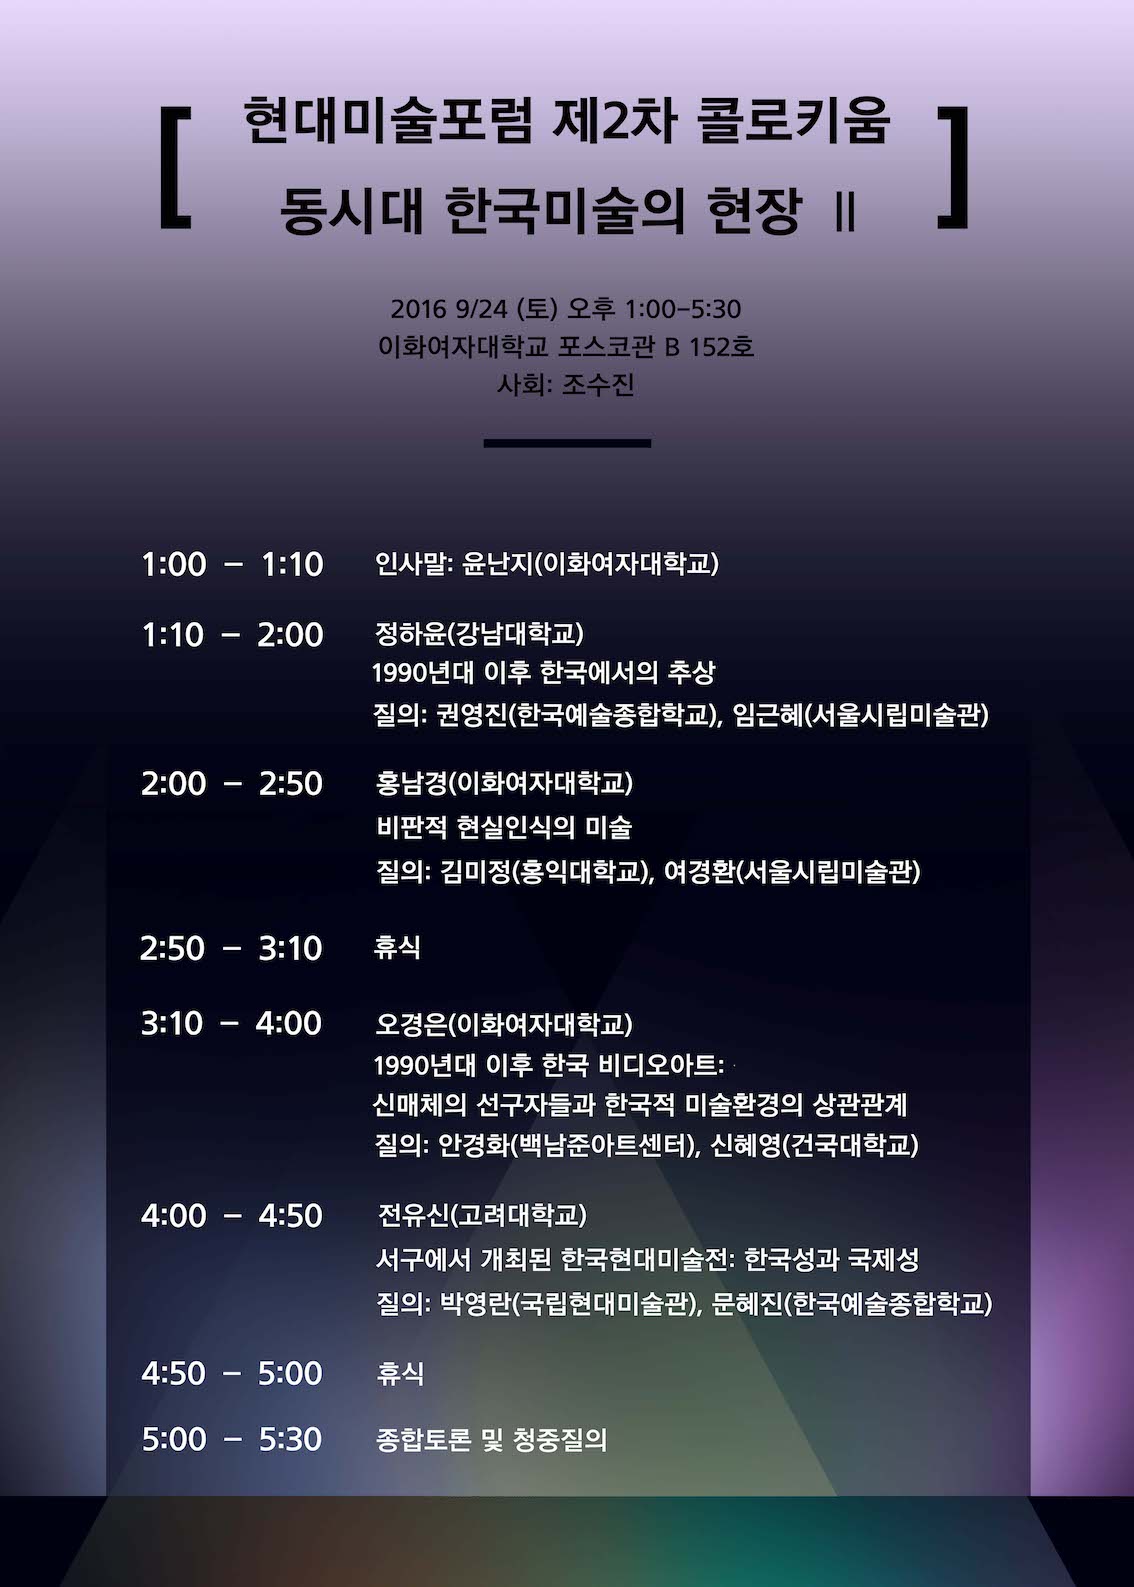 [ 현대미술포럼 제2차 콜로키움
동시대 한국미술의 현장 Ⅱ ]
2016 9/24 (토) 오후 1:00-5:30
이화여자대학교 포스코관 B 152호
사회: 조수진
1:00 – 1:10 인사말: 윤난지(이화여자대학교)
1:10 – 2:00 정하윤(강남대학교)
1990년대 이후 한국에서의 추상
질의: 권영진(한국예술종합학교), 임근혜(서울시립미술관)
2:00 – 2:50 홍남경(이화여자대학교)
비판적 현실인식의 미술
질의: 김미정(홍익대학교), 여경환(서울시립미술관)
2:50 – 3:10 휴식
3:10 – 4:00 오경은(이화여자대학교)
1990년대 이후 한국 비디오아트:
신매체의 선구자들과 한국적 미술환경의 상관관계
질의: 안경화(백남준아트센터), 신혜영(건국대학교)
4:00 – 4:50 전유신(고려대학교)
서구에서 개최된 한국현대미술전: 한국성과 국제성
질의: 박영란(국립현대미술관), 문혜진(한국예술종합학교)
4:50 – 5:00 휴식
5:00 – 5:30 종합토론 및 청중질의